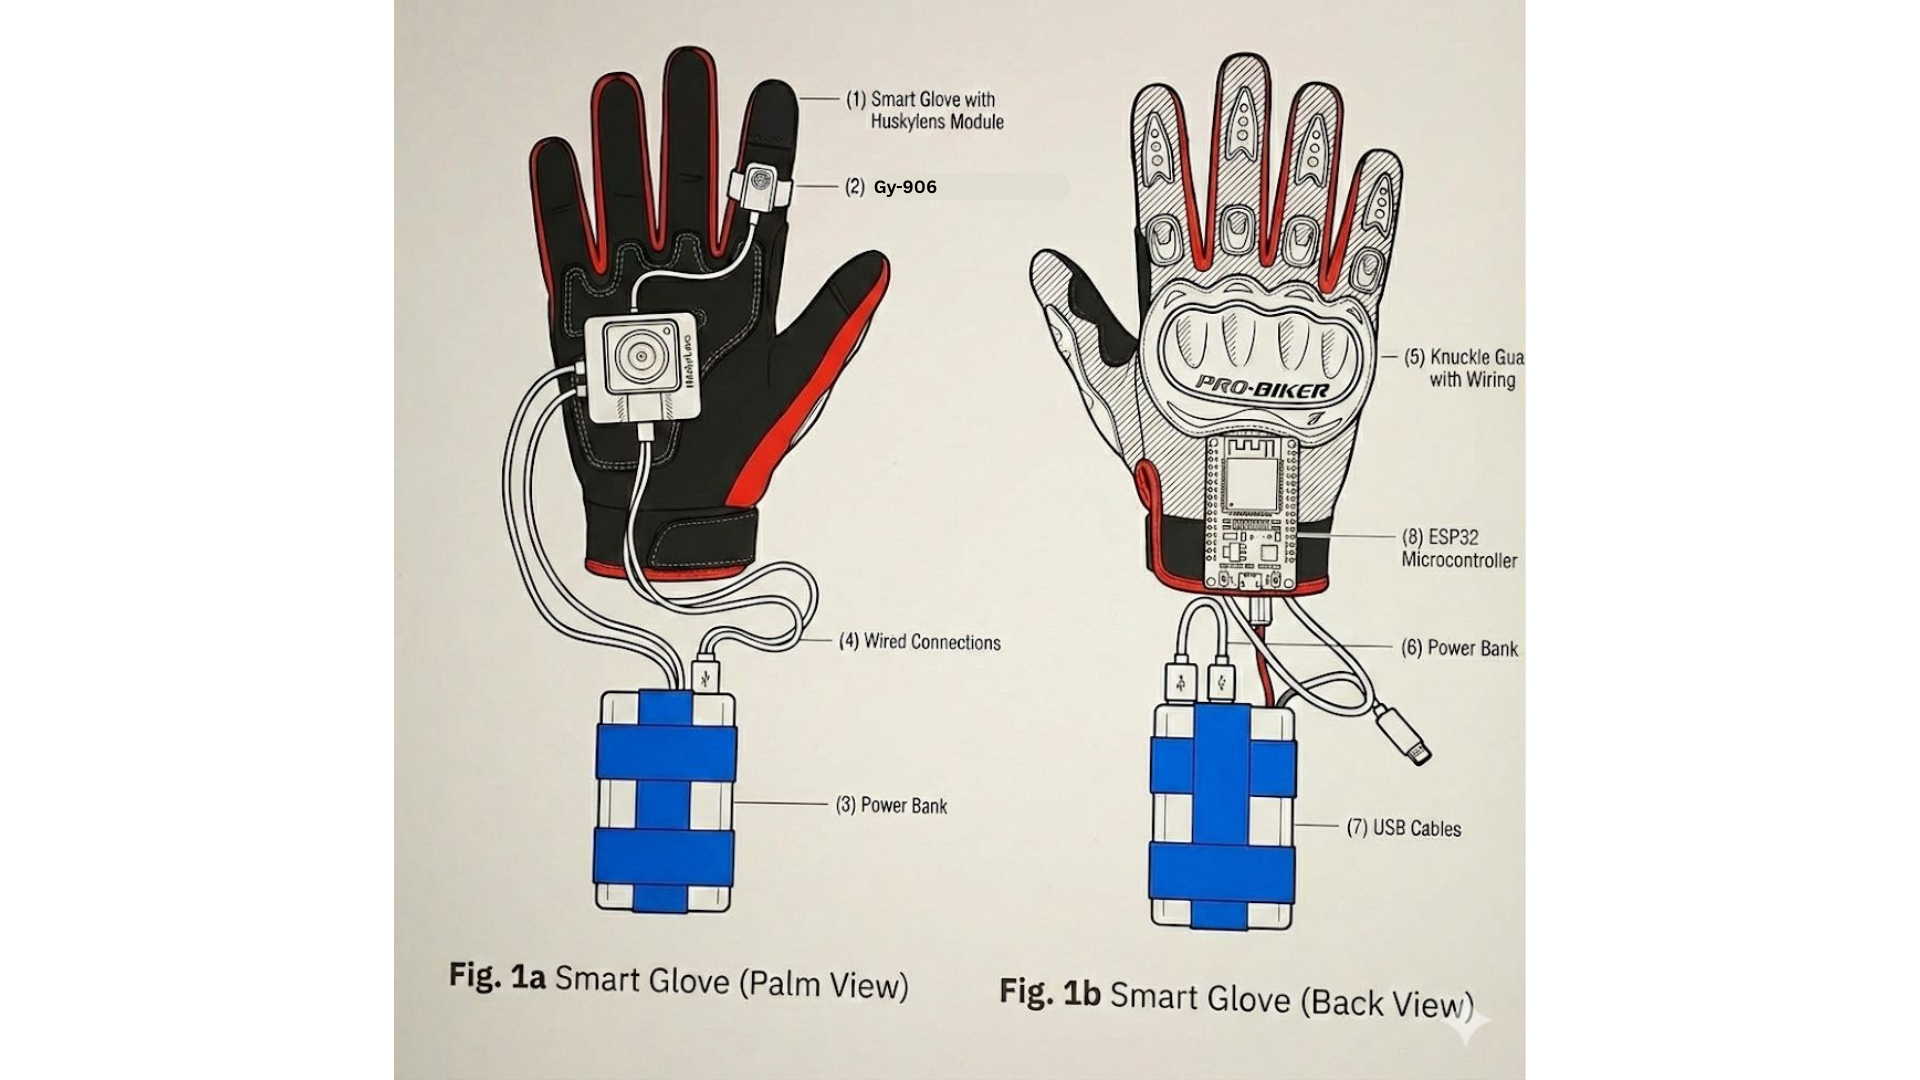 (1) Smart Glove with
Huskylens Module
(2) Gy-906
(4) Wired Connections
(3) Power Bank
Fig. 1a Smart Glove (Palm View)
PRO-BIKER
(5) Knuckle Gua
with Wiring
(8) ESP32
Microcontroller
(6) Power Bank
(7) USB Cables
Fig. 1b Smart Glove (Back View)